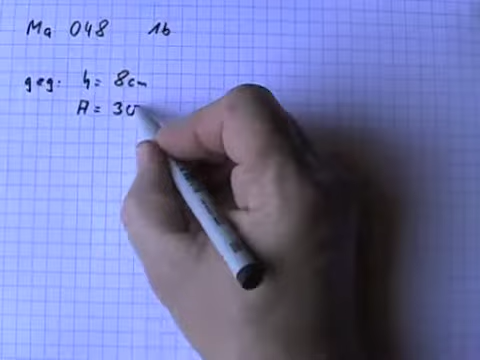 Ma 048 1b
geg: h = 8cm
A = 30